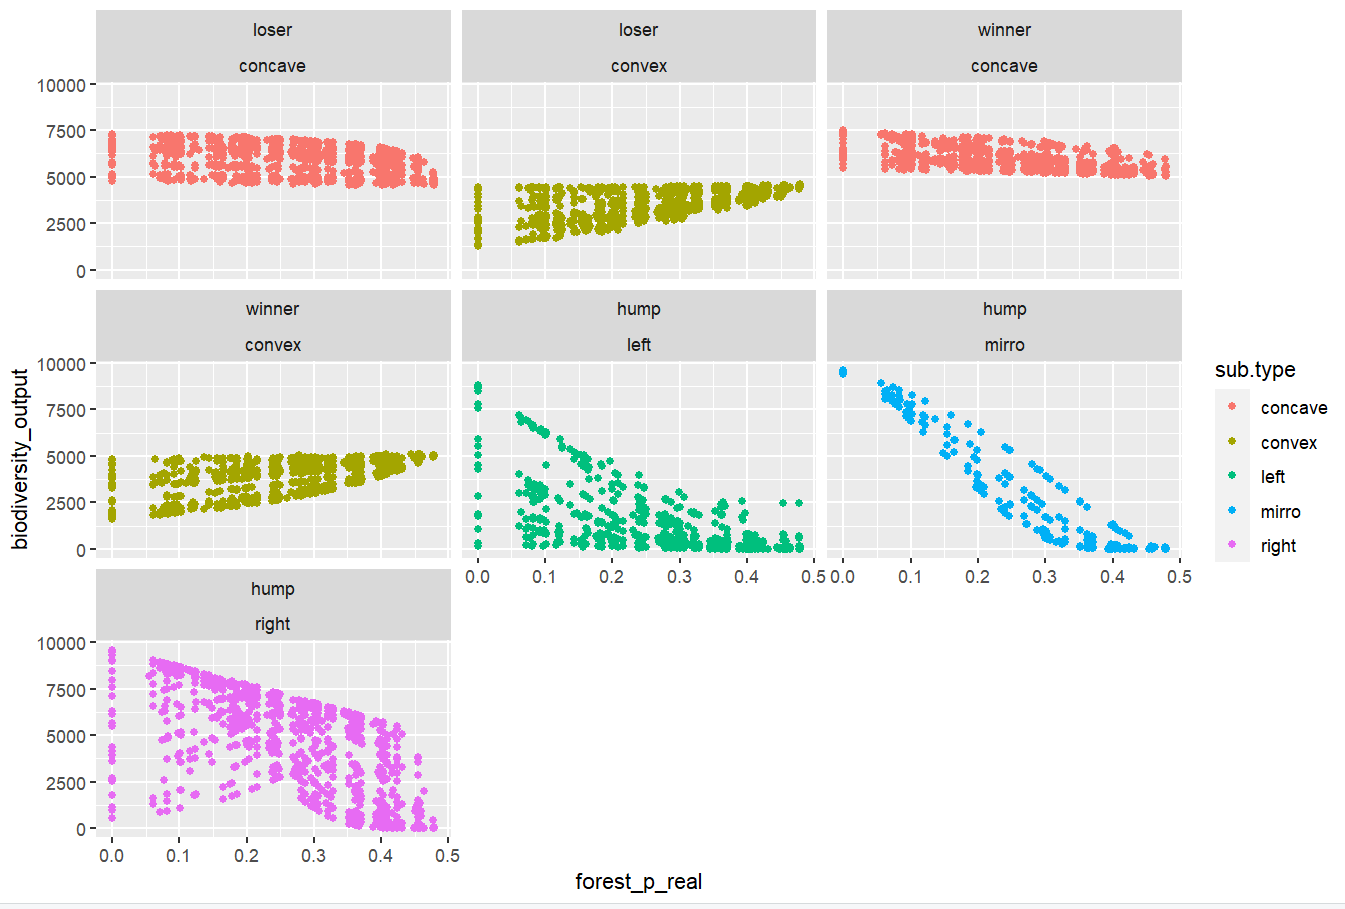 loser
concave
loser
convex
winner
concave
10000
7500
5000
2500
0
winner
convex
hump
left
hump
mirro
10000
7500
5000
2500
0
0.0 0.1 0.2 0.3 0.4 0.5
0.0 0.1 0.2 0.3 0.4 0.5
hump
right
10000
7500
5000
2500
0
0.0 0.1 0.2 0.3 0.4 0.5
forest_p_real
biodiversity_output
sub.type
concave
convex
left
mirro
right